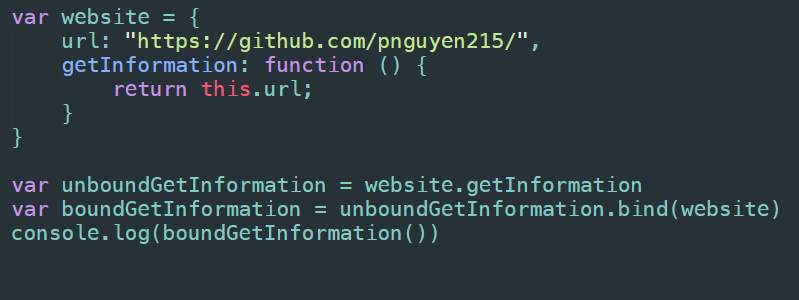 var website = {
    url: "https://github.com/pnguyen215/",
    getInformation: function () {
        return this.url;
    }
}

var unboundGetInformation = website.getInformation
var boundGetInformation = unboundGetInformation.bind(website)
console.log(boundGetInformation())